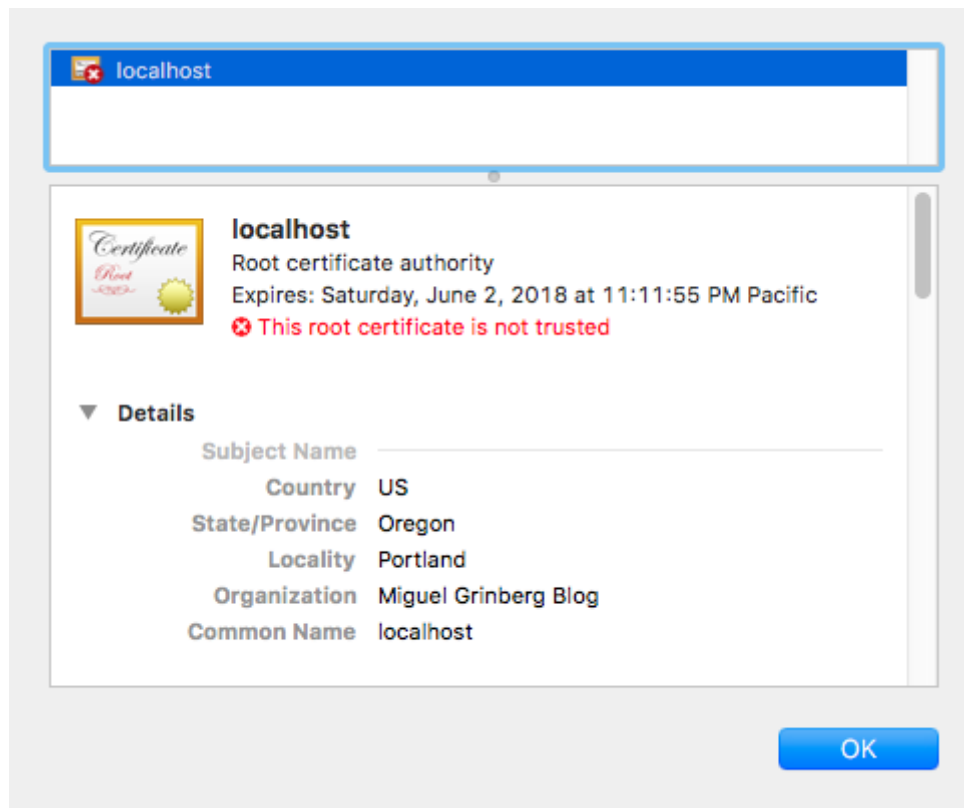 localhost
Certificate
Root
localhost
Root certificate authority
Expires: Saturday, June 2, 2018 at 11:11:55 PM Pacific
This root certificate is not trusted
Details
Subject Name
Country US
State/Province Oregon
Locality Portland
Organization Miguel Grinberg Blog
Common Name localhost
OK